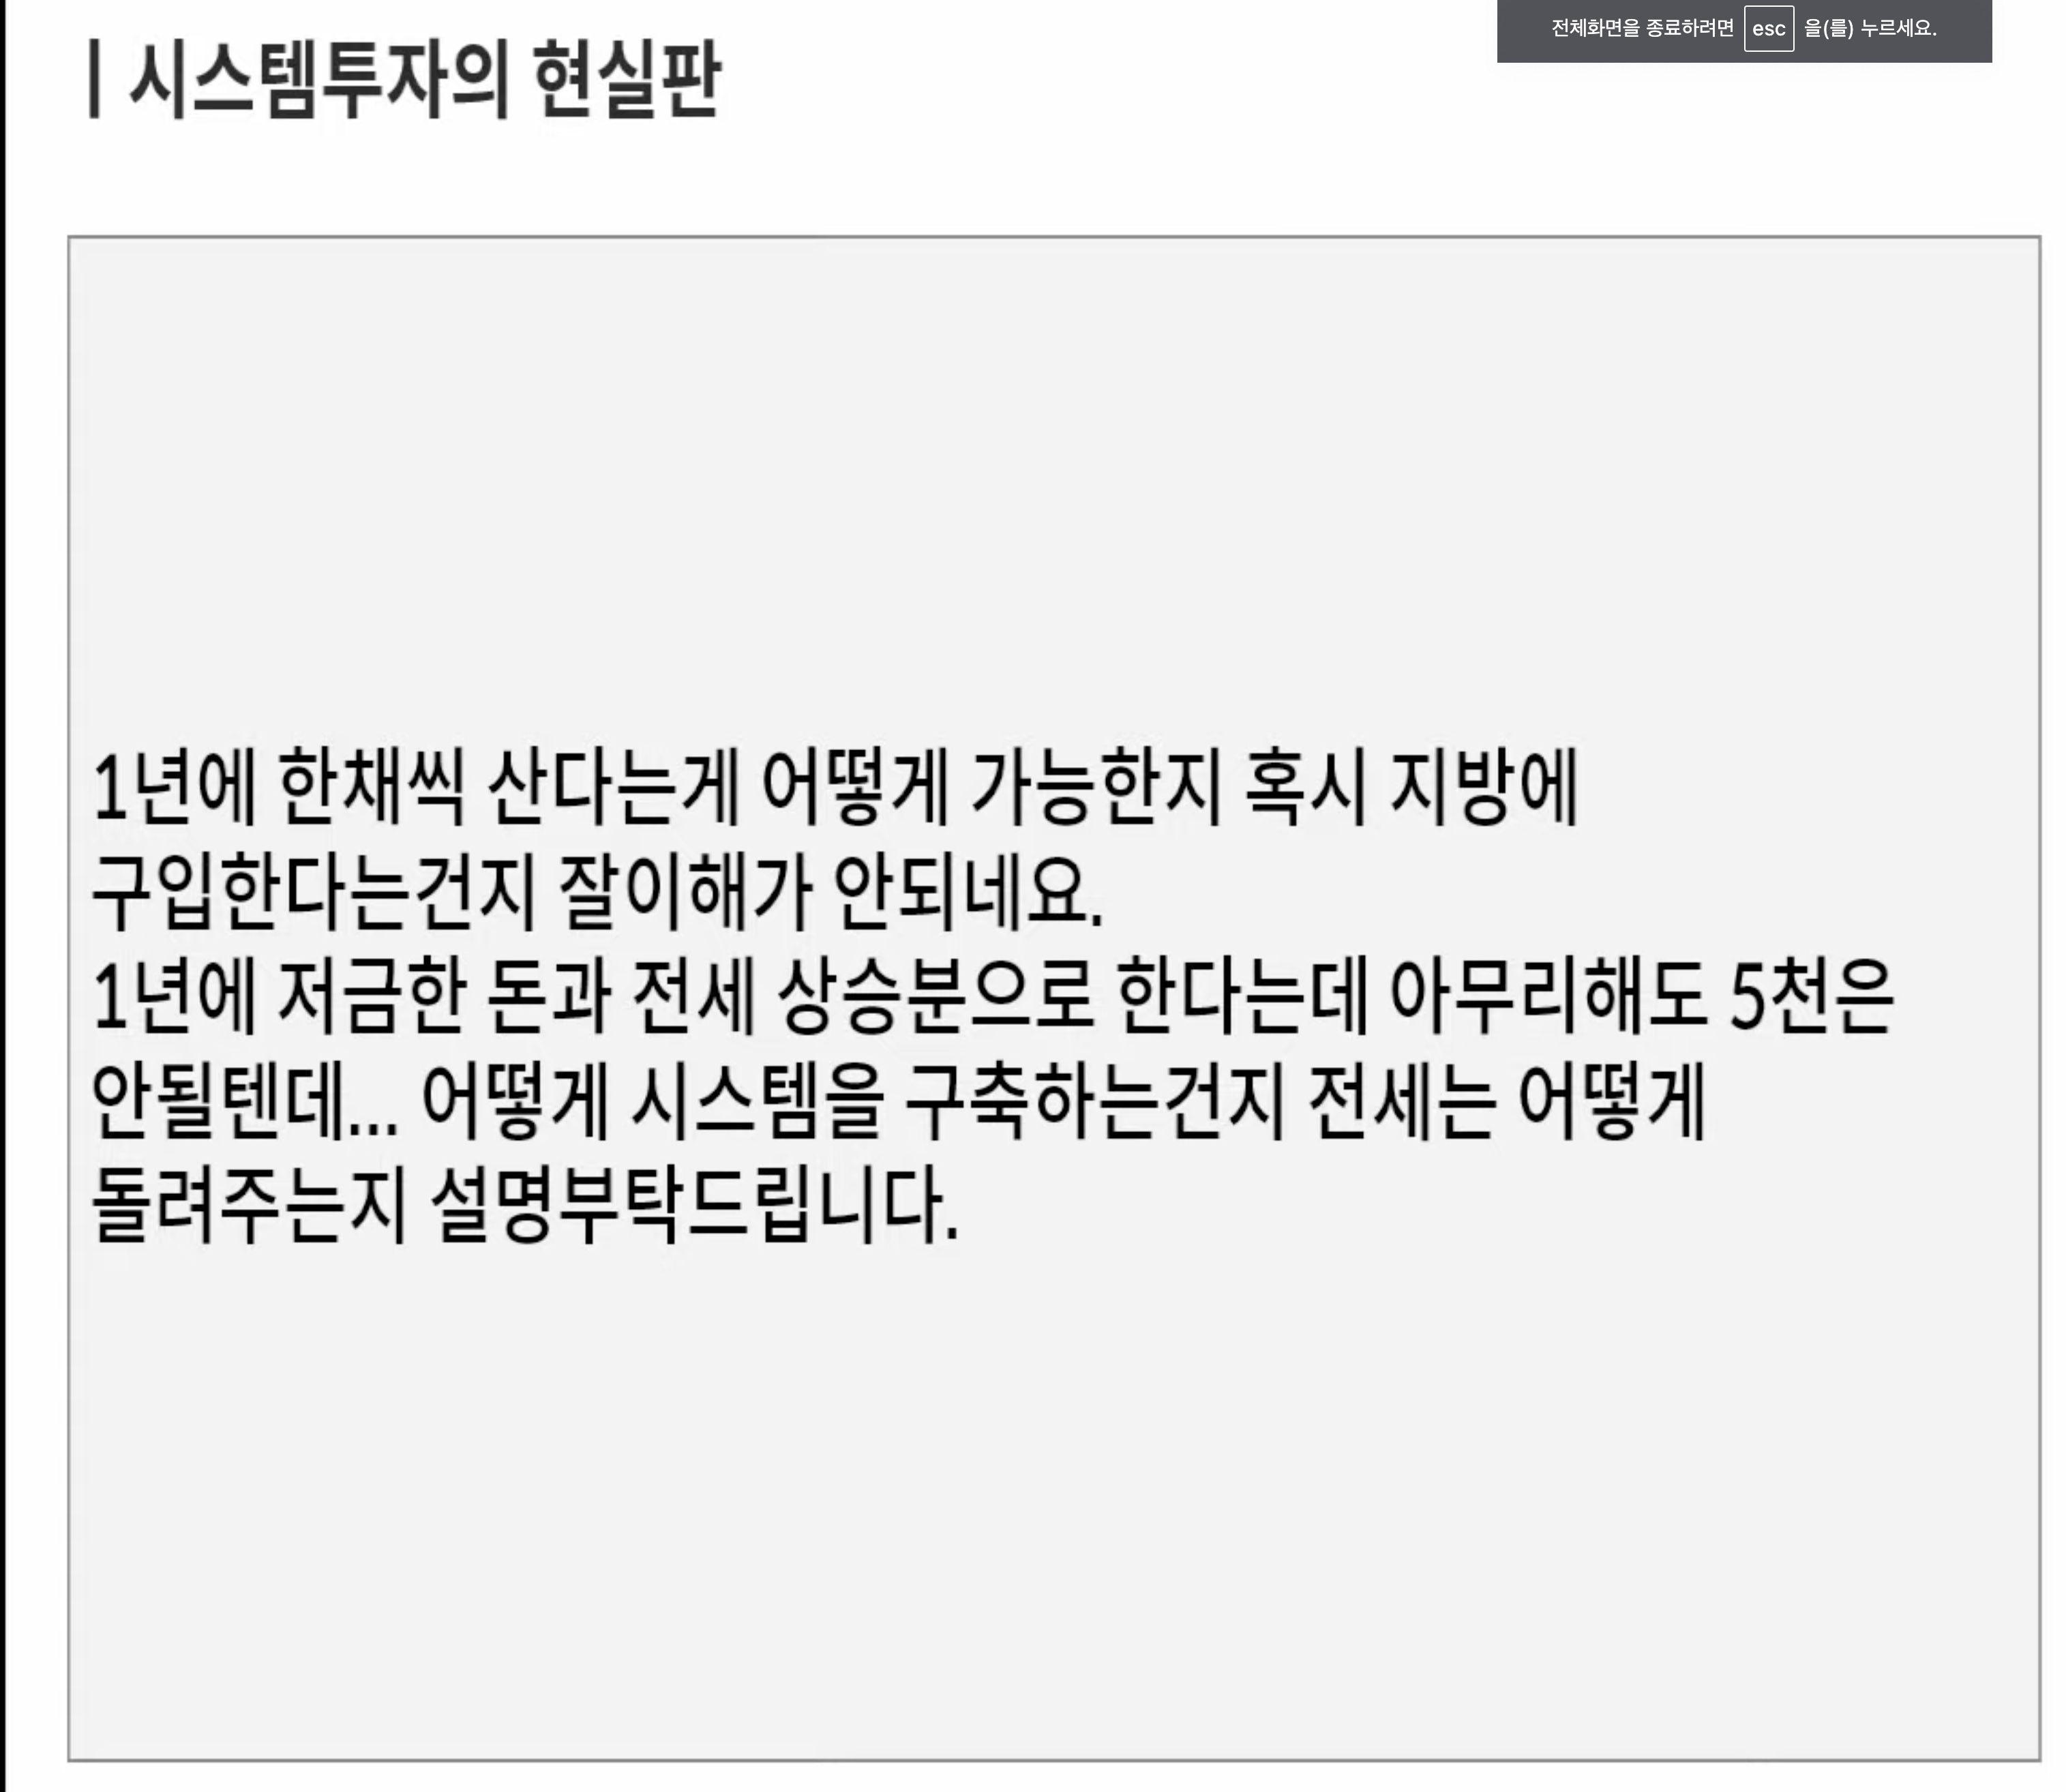 전체화면을 종료하려면 esc 을(를) 누르세요.
| 시스템투자의 현실판
1년에 한채씩 산다는게 어떻게 가능한지 혹시 지방에
구입한다는건지 잘이해가 안되네요.
1년에 저금한 돈과 전세 상승분으로 한다는데 아무리해도 5천은
안될텐데... 어떻게 시스템을 구축하는건지 전세는 어떻게
돌려주는지 설명부탁드립니다.